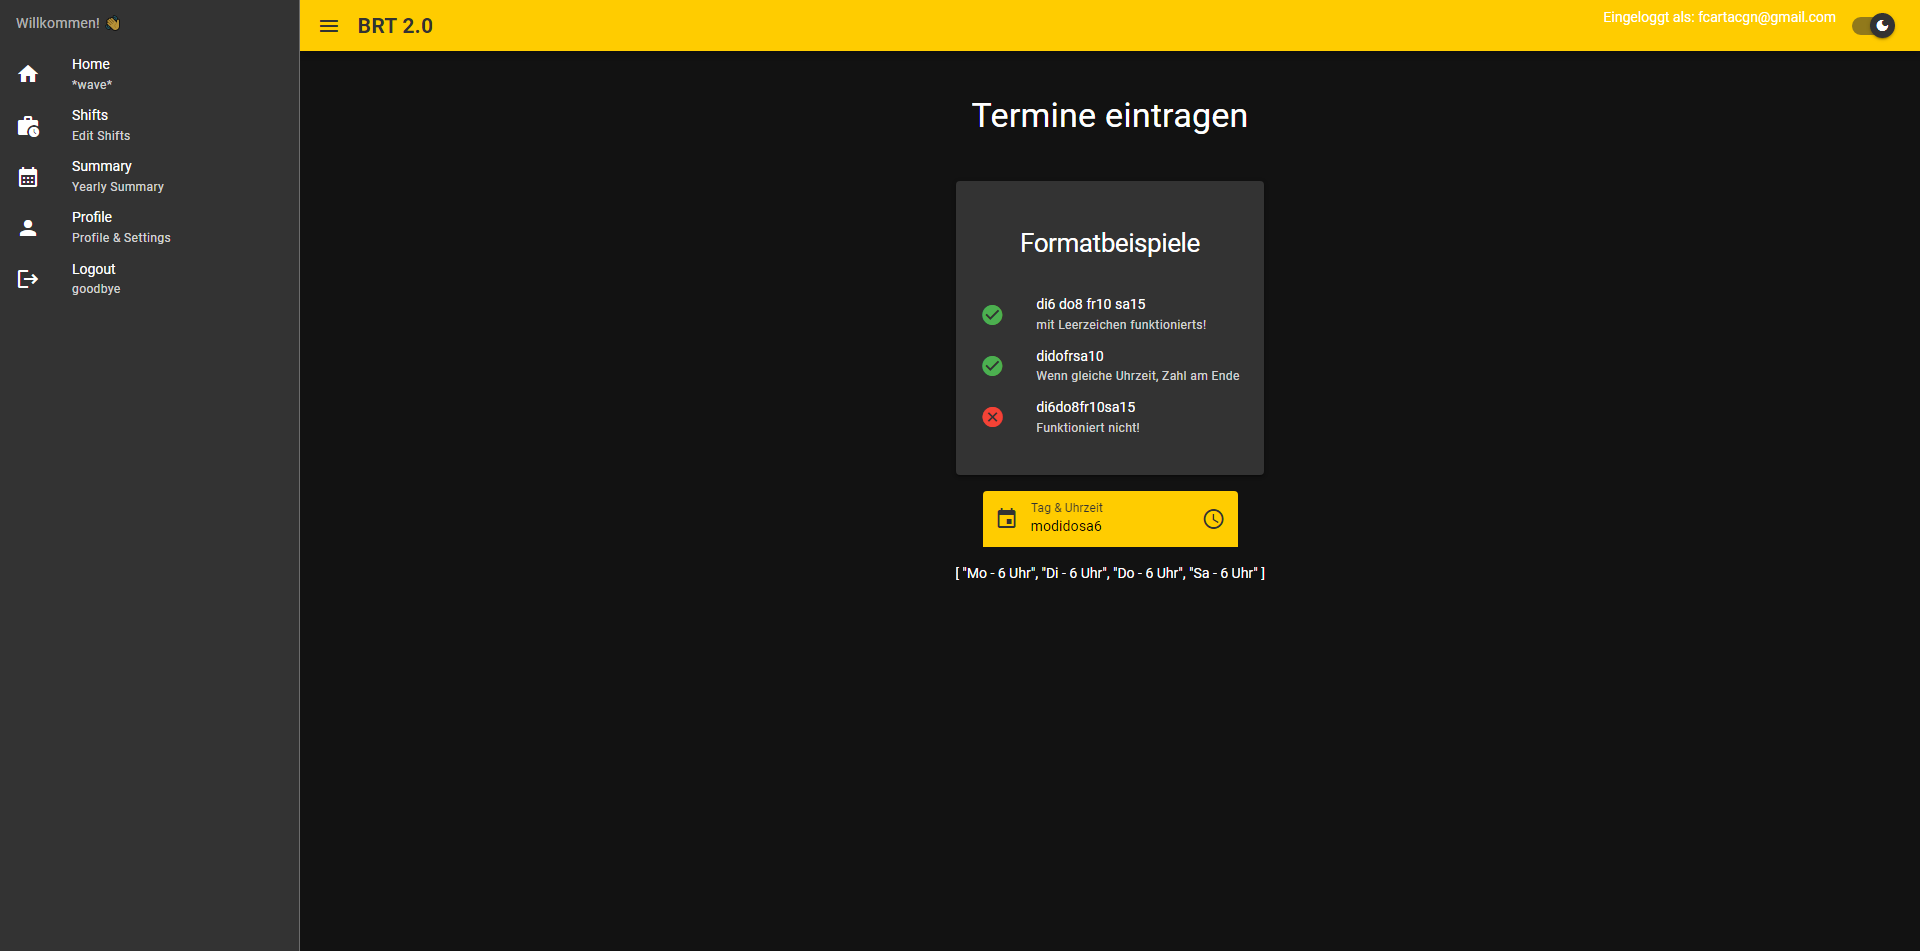 Willkommen! 👋
Home
*wave*
Shifts
Edit Shifts
Summary
Yearly Summary
Profile
Profile & Settings
Logout
goodbye
BRT 2.0
Eingeloggt als: fcartacgn@gmail.com
Termine eintragen
Formatbeispiele
di6 do8 fr10 sa15
mit Leerzeichen funktionierts!
didofrsa10
Wenn gleiche Uhrzeit, Zahl am Ende
di6do8fr10sa15
Funktioniert nicht!
Tag & Uhrzeit
modidosa6
[ "Mo - 6 Uhr", "Di - 6 Uhr", "Do - 6 Uhr", "Sa - 6 Uhr" ]